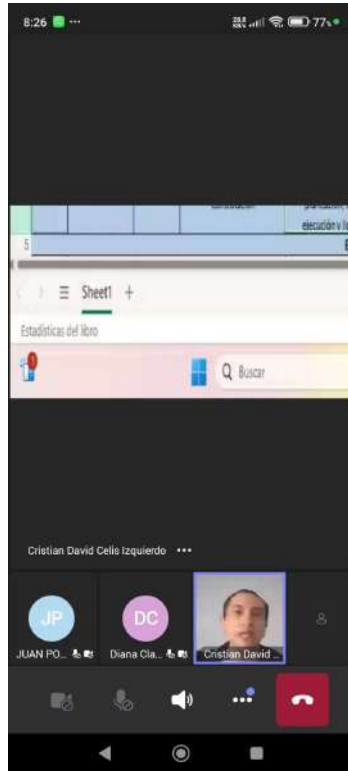 8:26
77%
ejecución y
5
Sheet1
Estadísticas del libro
1
Buscar
Cristian David Celis Izquierdo
JP
DC
JUAN PO...
Diana Cla...
Cristian David ...